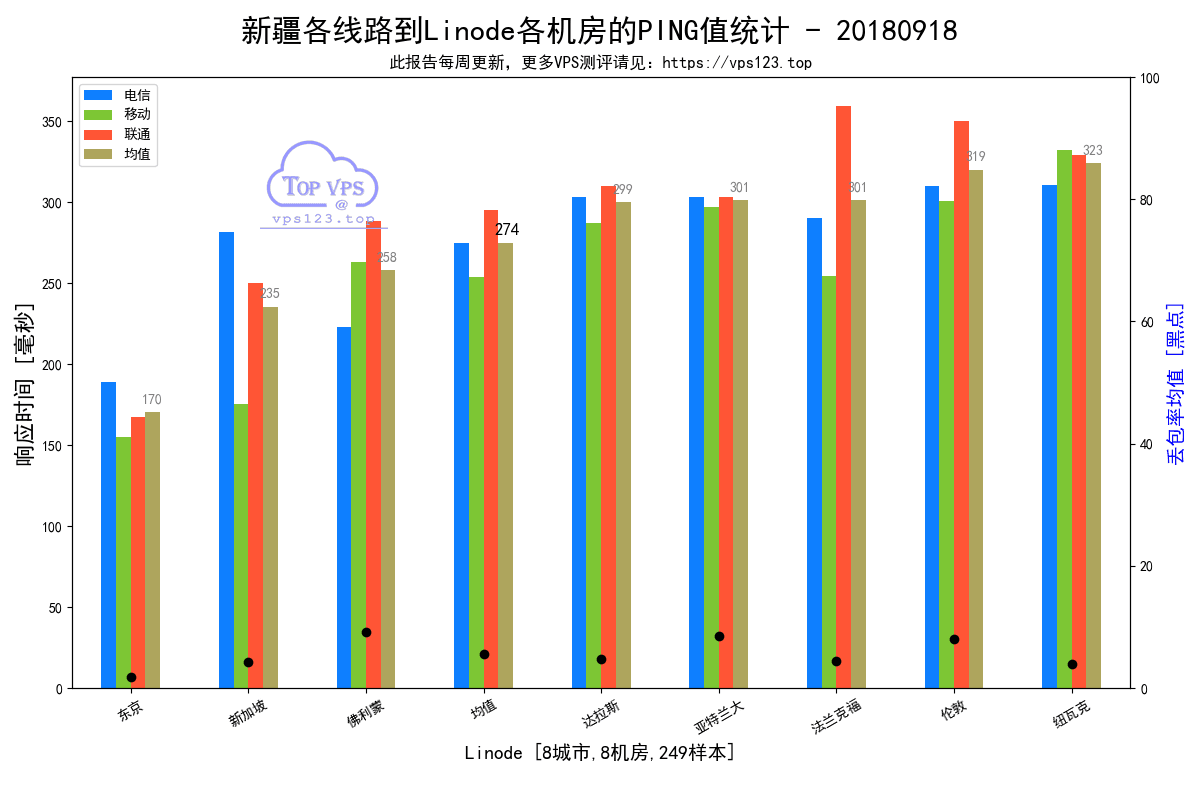 新疆各线路到Linode各机房的PING值统计 - 20180918
此报告每周更新，更多VPS测评请见：https://vps123.top
电信
移动
联通
均值
TOP VPS
@
vps123.top
响应时间 [毫秒]
350
300
250
200
150
100
50
0
170
235
258
274
299
301
301
319
323
100
80
60
40
20
0
丢包率均值 [黑点]
东京
新加坡
佛利蒙
均值
达拉斯
亚特兰大
法兰克福
伦敦
纽瓦克
Linode [8城市,8机房,249样本]